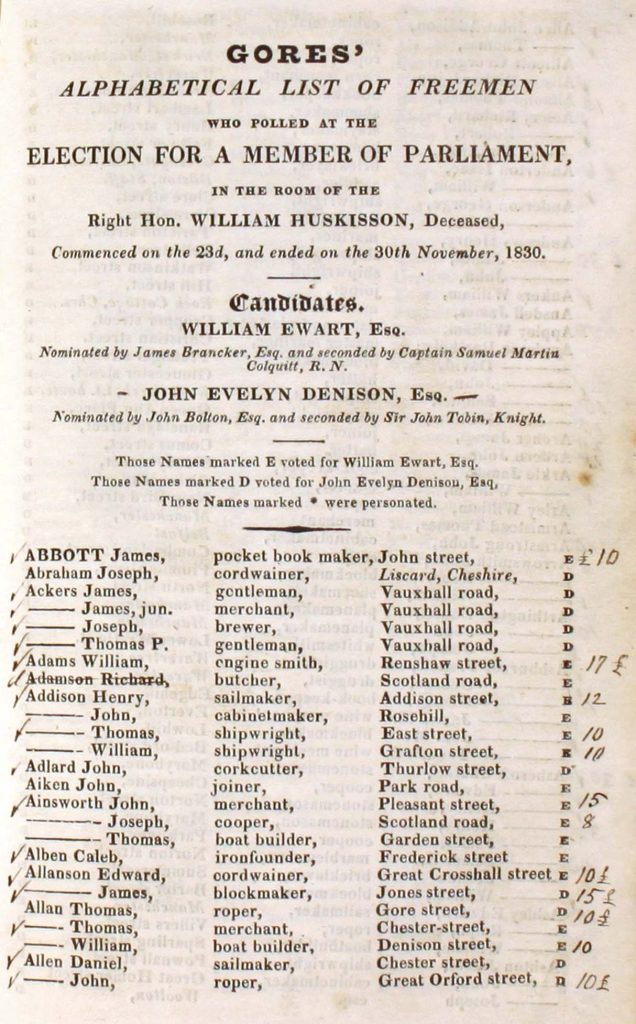 GORES'
ALPHABETICAL LIST OF FREEMEN
WHO POLLED AT THE
ELECTION FOR A MEMBER OF PARLIAMENT,
IN THE ROOM OF THE
Right Hon. WILLIAM HUSKISSON, Deceased,
Commenced on the 23d, and ended on the 30th November, 1830.
Candidates.
WILLIAM EWART, Esq.
Nominated by James Brancker, Esq. and seconded by Captain Samuel Martin
Colquitt, R. N.
JOHN EVELYN DENISON, Esq.
Nominated by John Bolton, Esq. and seconded by Sir John Tobin, Knight.
Those Names marked E voted for William Ewart, Esq.
Those Names marked D voted for John Evelyn Denison, Esq,
Those Names marked * were personated.
ABBOTT James, pocket book maker, John street, E £10
Abraham Joseph, cordwainer, Liscard, Cheshire, D
Ackers James, gentleman, Vauxhall road, D
—— James, jun. merchant, Vauxhall road, D
—— Joseph, brewer, Vauxhall road, D
—— Thomas P. gentleman, Vauxhall road, D
Adams William, engine smith, Renshaw street, E 17£
Adamson Richard, butcher, Scotland road, E
Addison Henry, sailmaker, Addison street, E 12
—— John, cabinetmaker, Rosehill, E
—— Thomas, shipwright, East street, E 10
—— William, shipwright, Grafton street, E 10
Adlard John, corkcutter, Thurlow street, D
Aiken John, joiner, Park road, E
Ainsworth John, merchant, Pleasant street, E 15
—— Joseph, cooper, Scotland road, E 8
—— Thomas, boat builder, Garden street, E
Alben Caleb, ironfounder, Frederick street E
Allanson Edward, cordwainer, Great Crosshall street E 10£
—— James, blockmaker, Jones street, D 15£
Allan Thomas, roper, Gore street, D 10£
—— Thomas, merchant, Chester-street, E
—— William, boat builder, Denison street, E 10
Allen Daniel, sailmaker, Chester street, D
—— John, roper, Great Orford street, D 10£